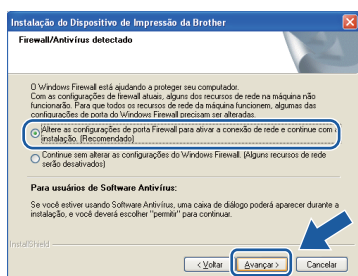 Instalação do Dispositivo de Impressão da Brother
Firewall/Antivírus detectado
O Windows Firewall está ajudando a proteger seu computador.
Com as configurações de firewall atuais, alguns dos recursos de rede na máquina não
funcionarão. Para que todos os recursos de rede da máquina funcionem, algumas das
configurações de porta do Windows Firewall precisam ser alteradas.
Altere as configurações de porta Firewall para ativar a conexão de rede e continue com a
instalação. (Recomendado)
Continue sem alterar as configurações do Windows Firewall. (Alguns recursos de rede
serão desativados)
Para usuários de Software Antivírus:
Se você estiver usando Software Antivírus, uma caixa de diálogo poderá aparecer durante a
instalação, e você deverá escolher "permitir" para continuar.
InstallShield
< Voltar
Avançar >
Cancelar